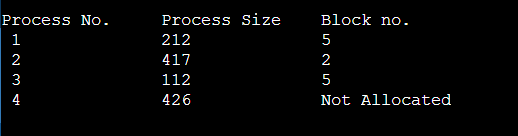 Process No. Process Size Block no.
1 212 5
2 417 2
3 112 5
4 426 Not Allocated